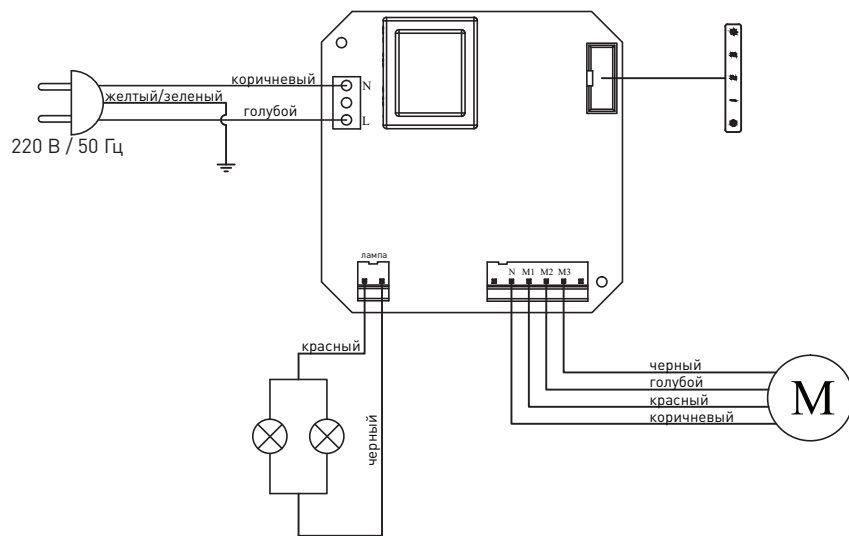 коричневый
N
желтый/зеленый
голубой
L
220 В / 50 Гц
лампа
N M1 M2 M3
красный
черный
черный
голубой
красный
коричневый
M